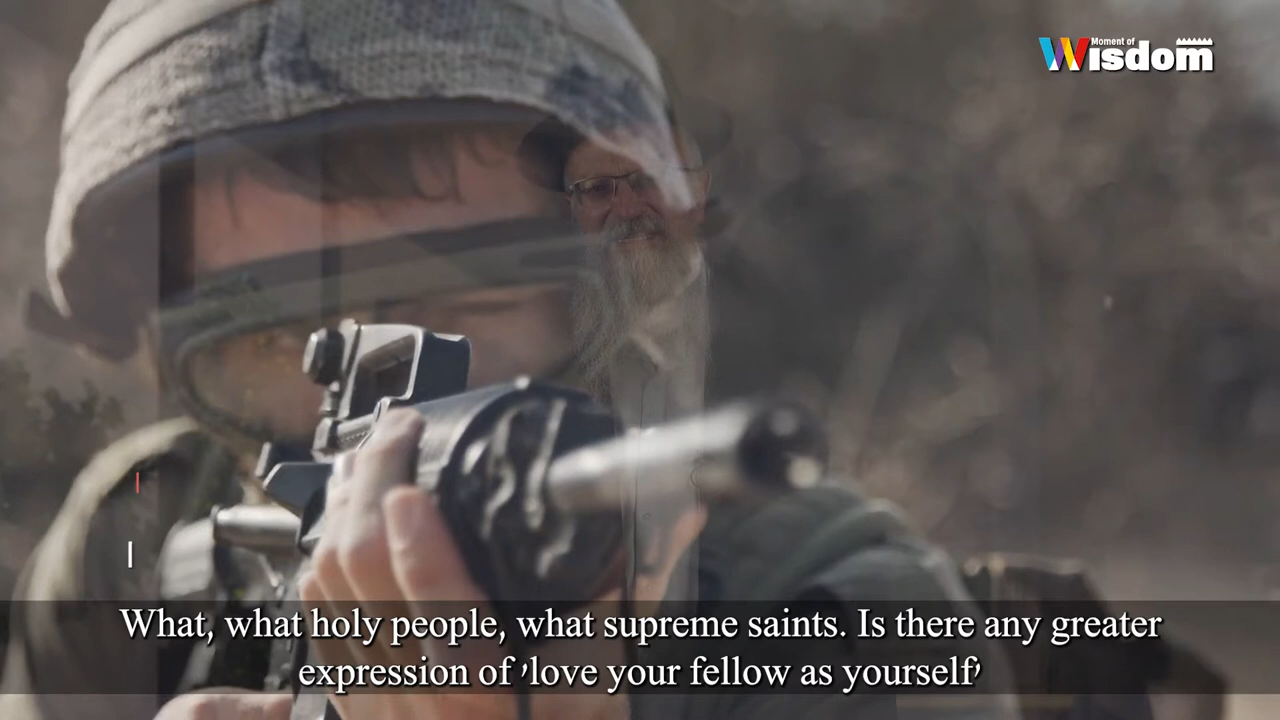 Moment of
Wisdom
What, what holy people, what supreme saints. Is there any greater
expression of 'love your fellow as yourself'